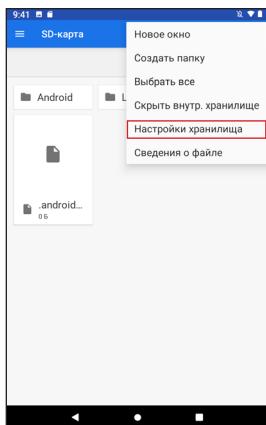 9:41
SD-карта
Новое окно
Создать папку
Выбрать все
Скрыть внутр. хранилище
Настройки хранилища
Сведения о файле
Android
L
.android...
0 Б